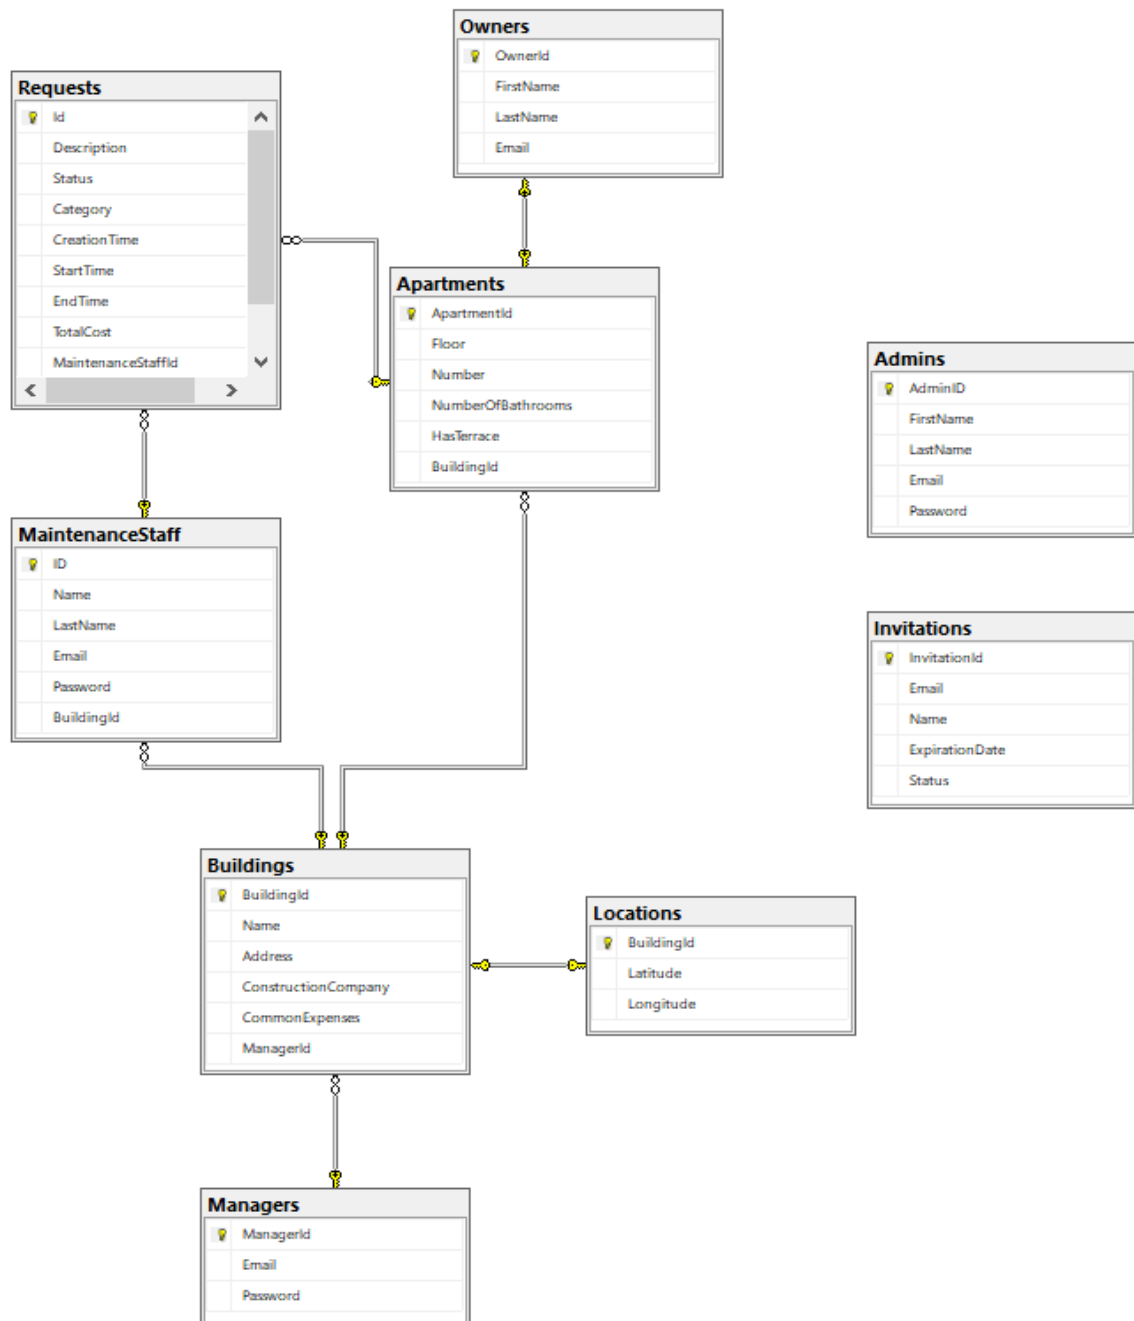 Owners
OwnerId
FirstName
LastName
Email
Requests
Id
Description
Status
Category
CreationTime
StartTime
EndTime
TotalCost
MaintenanceStaffId
Apartments
ApartmentId
Floor
Number
NumberOfBathrooms
HasTerrace
BuildingId
Admins
AdminID
FirstName
LastName
Email
Password
MaintenanceStaff
ID
Name
LastName
Email
Password
BuildingId
Invitations
InvitationId
Email
Name
ExpirationDate
Status
Buildings
BuildingId
Name
Address
ConstructionCompany
CommonExpenses
ManagerId
Locations
BuildingId
Latitude
Longitude
Managers
ManagerId
Email
Password